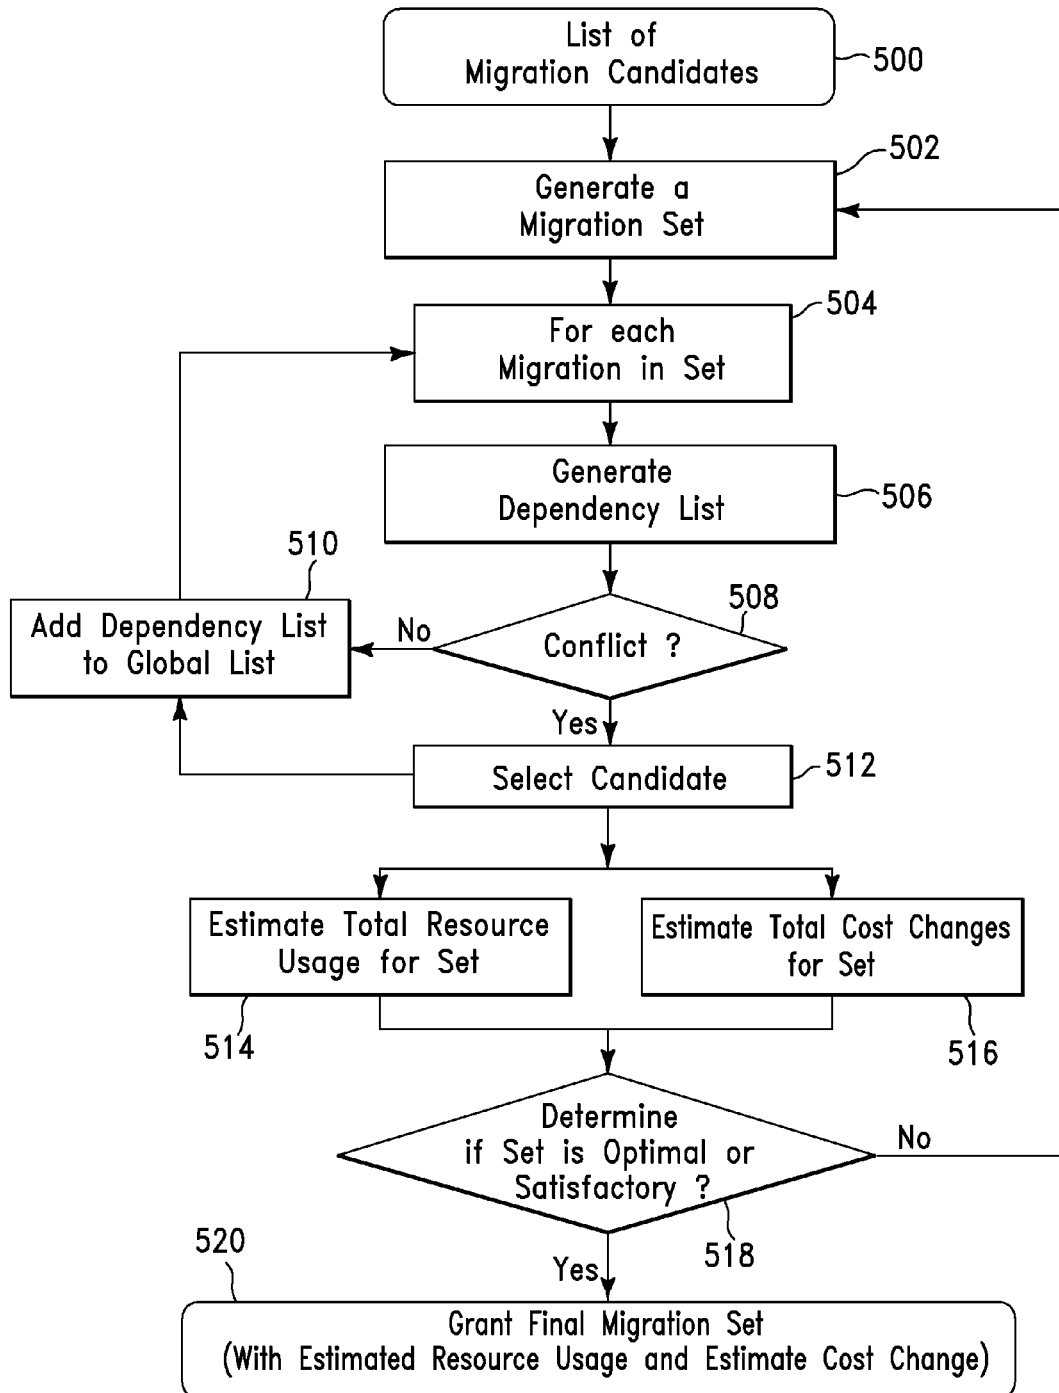 List of
Migration Candidates
500
502
Generate a
Migration Set
504
For each
Migration in Set
Generate
Dependency List
506
510
508
Add Dependency List
to Global List
No
Conflict ?
Yes
Select Candidate
512
Estimate Total Resource
Usage for Set
Estimate Total Cost Changes
for Set
514
516
Determine
if Set is Optimal or
Satisfactory ?
No
518
520
Yes
Grant Final Migration Set
(With Estimated Resource Usage and Estimate Cost Change)